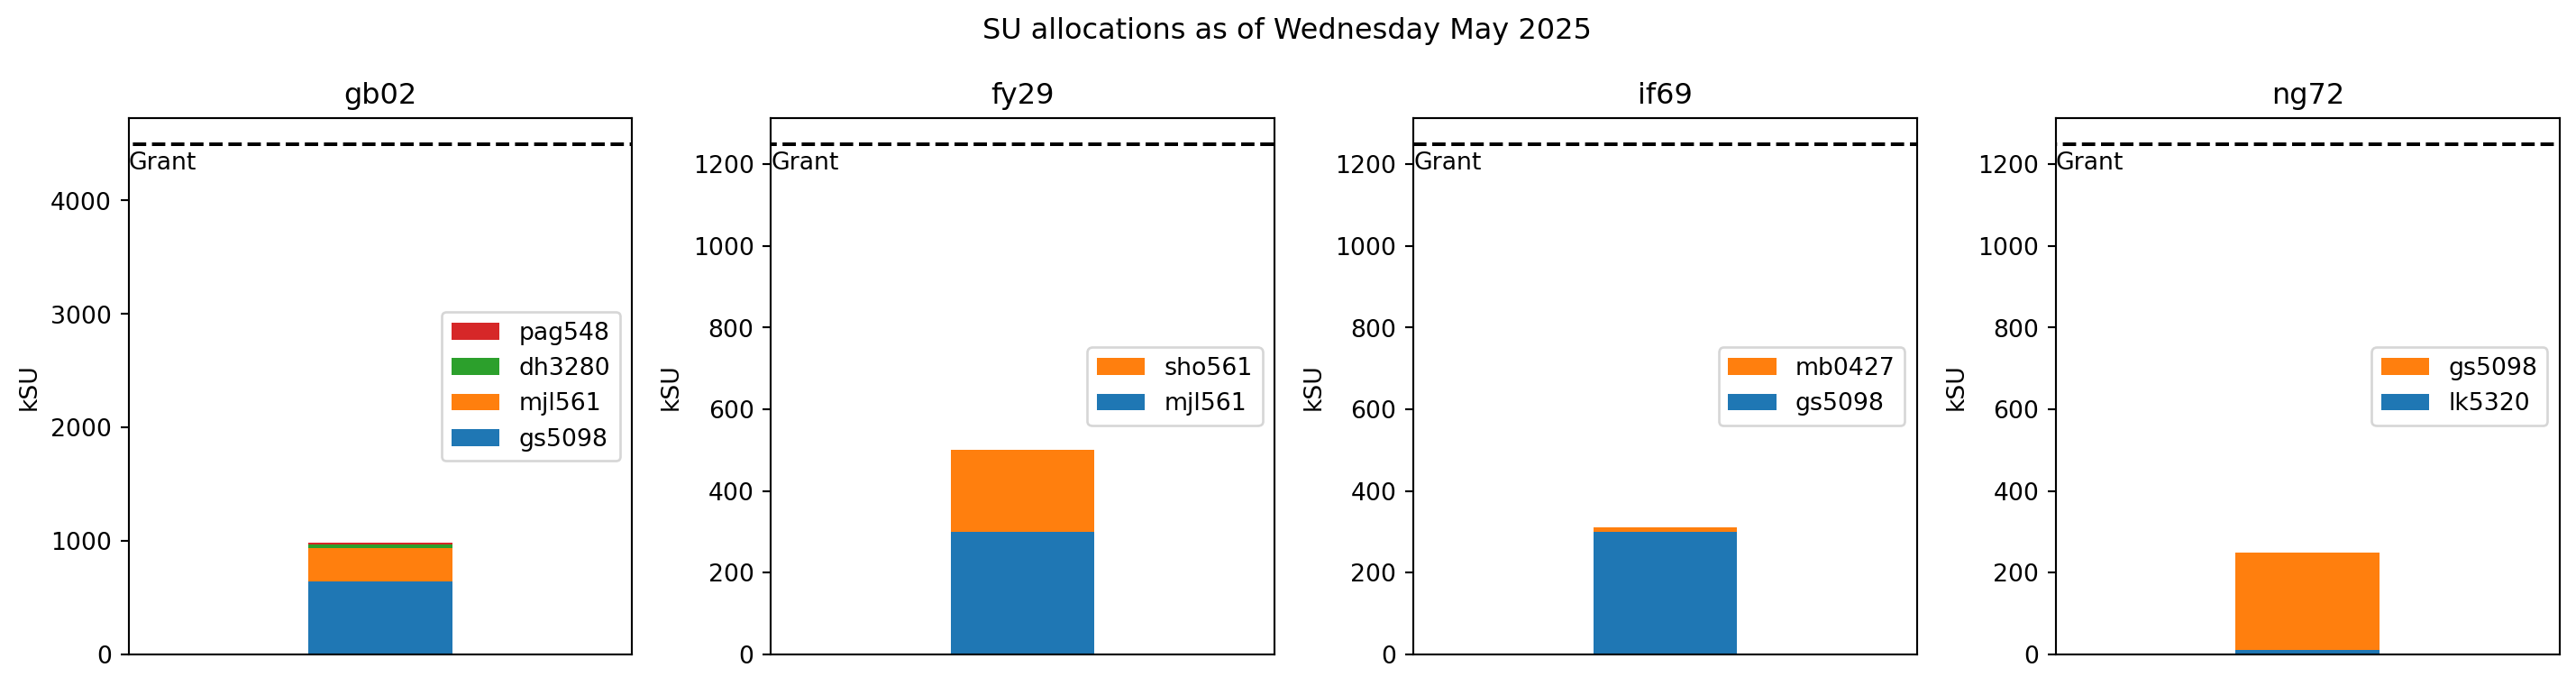 SU allocations as of Wednesday May 2025
gb02
kSU
4000
3000
2000
1000
0
Grant
pag548
dh3280
mjl561
gs5098
fy29
kSU
1200
1000
800
600
400
200
0
Grant
sho561
mjl561
if69
kSU
1200
1000
800
600
400
200
0
Grant
mb0427
gs5098
ng72
kSU
1200
1000
800
600
400
200
0
Grant
gs5098
lk5320